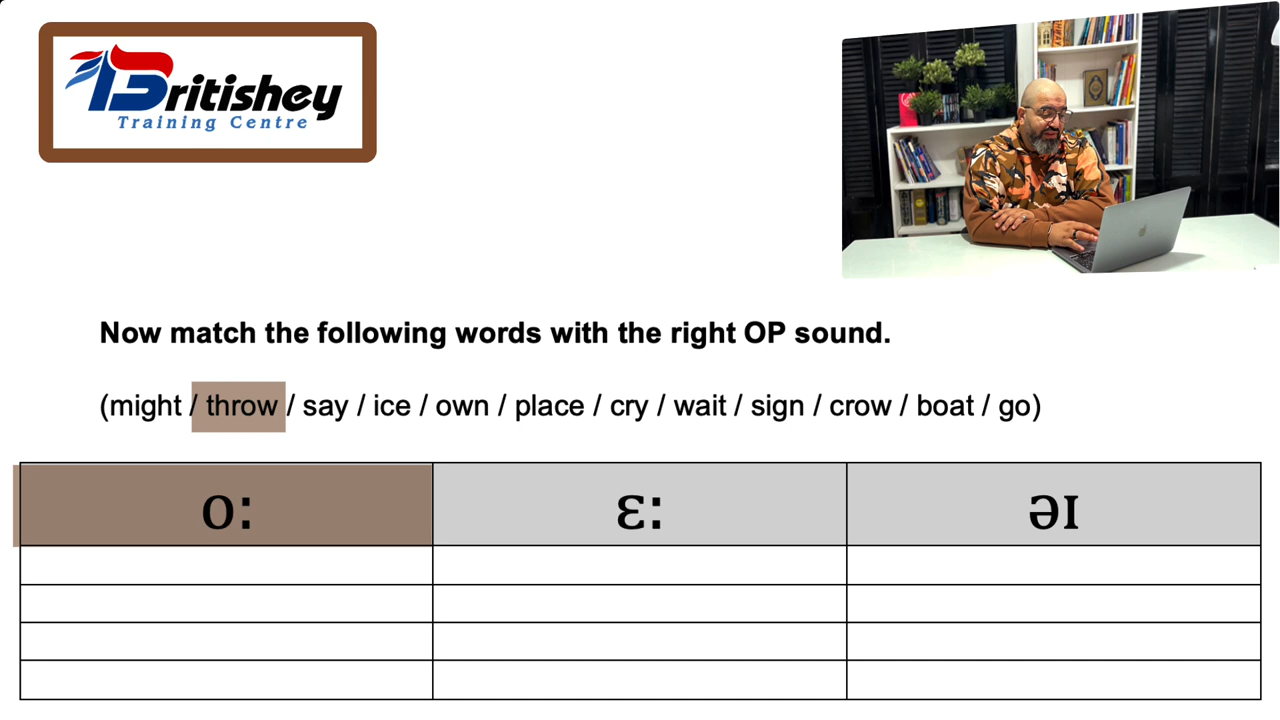 Britishey
Training Centre
Now match the following words with the right OP sound.
(might / throw / say / ice / own / place / cry / wait / sign / crow / boat / go)
o: ɛ: əɪ